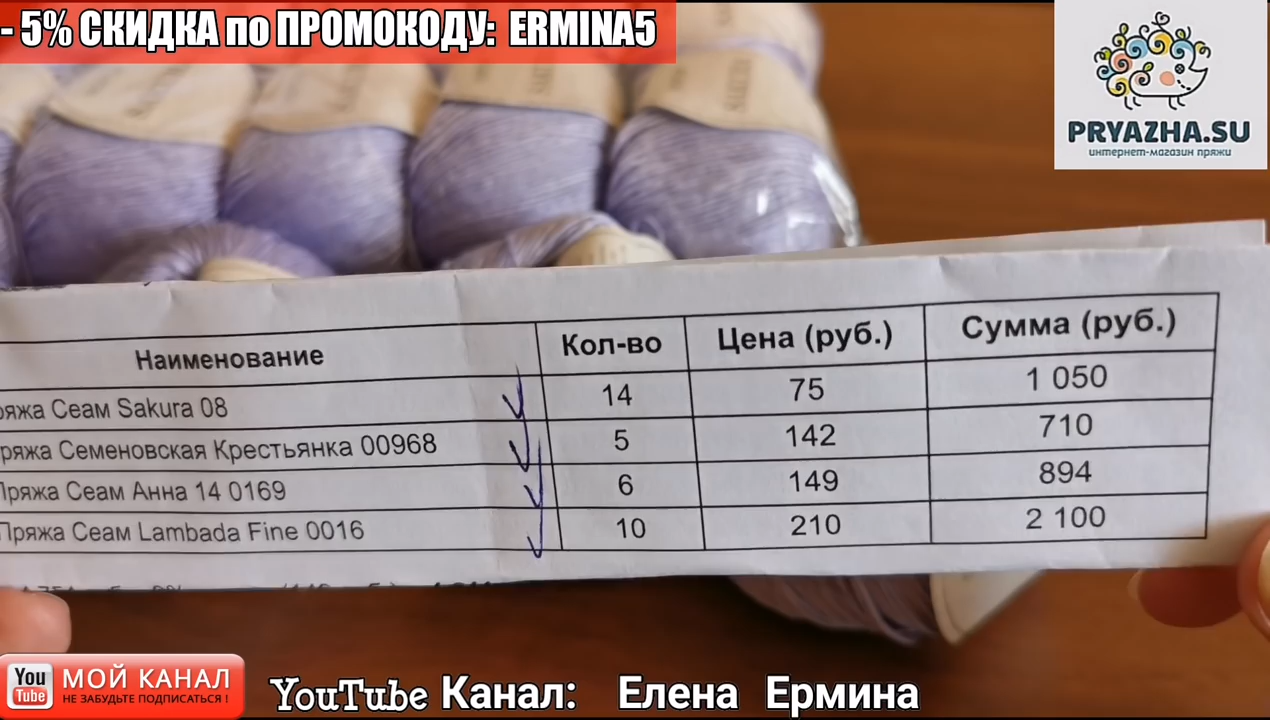 - 5% СКИДКА по ПРОМОКОДУ: ERMINA5
PRYAZHA.SU
интернет-магазин пряжи
Наименование Кол-во Цена (руб.) Сумма (руб.)
ряжа Сеам Sakura 08 14 75 1 050
ряжа Семеновская Крестьянка 00968 5 142 710
Пряжа Сеам Анна 14 0169 6 149 894
Пряжа Сеам Lambada Fine 0016 10 210 2 100
You Tube
МОЙ КАНАЛ
НЕ ЗАБУДЬТЕ ПОДПИСАТЬСЯ !
YouTube Канал: Елена Ермина